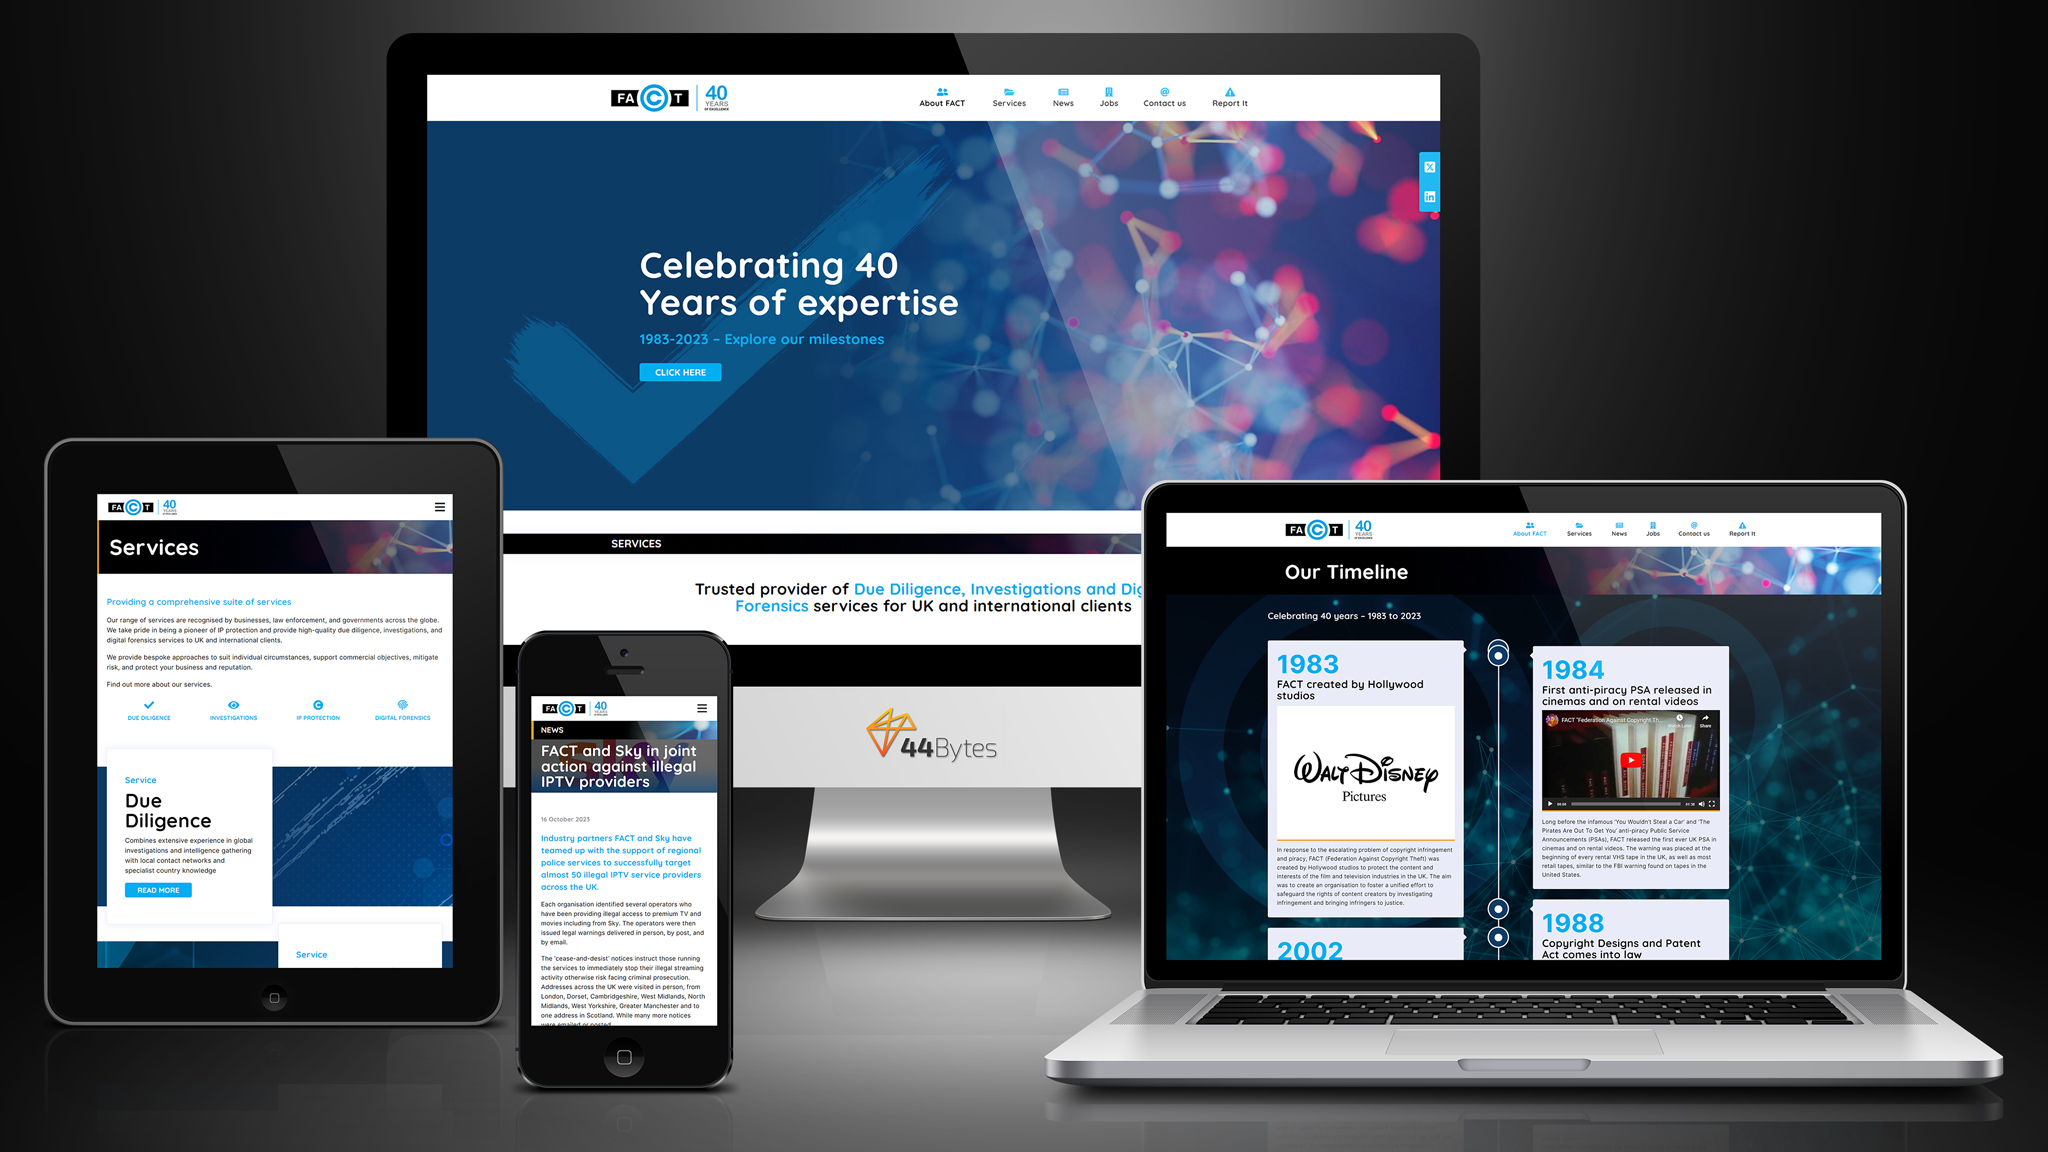 FACT
40
YEARS
OF EXCELLENCE
About FACT
Services
News
Jobs
Contact us
Report It
Celebrating 40
Years of expertise
1983-2023 – Explore our milestones
CLICK HERE
SERVICES
Trusted provider of Due Diligence, Investigations and Dig
Forensics services for UK and international clients
44Bytes
FACT
40
YEARS
Services
Providing a comprehensive suite of services
Our range of services are recognised by businesses, law enforcement, and governments across the globe.
We take pride in being a pioneer of IP protection and provide high-quality due diligence, investigations, and
digital forensics services to UK and international clients.
We provide bespoke approaches to suit individual circumstances, support commercial objectives, mitigate
risk, and protect your business and reputation.
Find out more about our services.
DUE DILIGENCE
INVESTIGATIONS
IP PROTECTION
DIGITAL FORENSICS
Service
Due
Diligence
Combines extensive experience in global
investigations and intelligence gathering
with local contact networks and
specialist country knowledge
READ MORE
Service
FACT
40
YEARS
NEWS
FACT and Sky in joint
action against illegal
IPTV providers
16 October 2023
Industry partners FACT and Sky have
teamed up with the support of regional
police services to successfully target
almost 50 illegal IPTV service providers
across the UK.
Each organisation identified several operators who
have been providing illegal access to premium TV and
movies including from Sky. The operators were then
issued legal warnings delivered in person, by post, and
by email.
The 'cease-and-desist' notices instruct those running
the services to immediately stop their illegal streaming
activity otherwise risk facing criminal prosecution.
Addresses across the UK were visited in person, from
London, Dorset, Cambridgeshire, West Midlands, North
Midlands, West Yorkshire, Greater Manchester and to
one address in Scotland. While many more notices
were emailed or posted.
FACT
40
YEARS
About FACT
Services
News
Jobs
Contact us
Report It
Our Timeline
Celebrating 40 years – 1983 to 2023
1983
FACT created by Hollywood
studios
WALT DISNEY
Pictures
In response to the escalating problem of copyright infringement
and piracy, FACT (Federation Against Copyright Theft) was
created by Hollywood studios to protect the content and
interests of the film and television industries in the UK. The aim
was to create an organisation to foster a unified effort to
safeguard the rights of content creators by investigating
infringement and bringing infringers to justice.
2002
1984
First anti-piracy PSA released in
cinemas and on rental videos
FACT "Federation Against Copyright Th...
Watch Later
Share
00:00
01:36
Long before the infamous 'You Wouldn't Steal a Car' and 'The
Pirates Are Out To Get You' anti-piracy Public Service
Announcements (PSAs), FACT released the first ever UK PSA in
cinemas and on rental videos. The warning was placed at the
beginning of every rental VHS tape in the UK, as well as most
retail tapes, similar to the FBI warning found on tapes in the
United States.
1988
Copyright Designs and Patent
Act comes into law